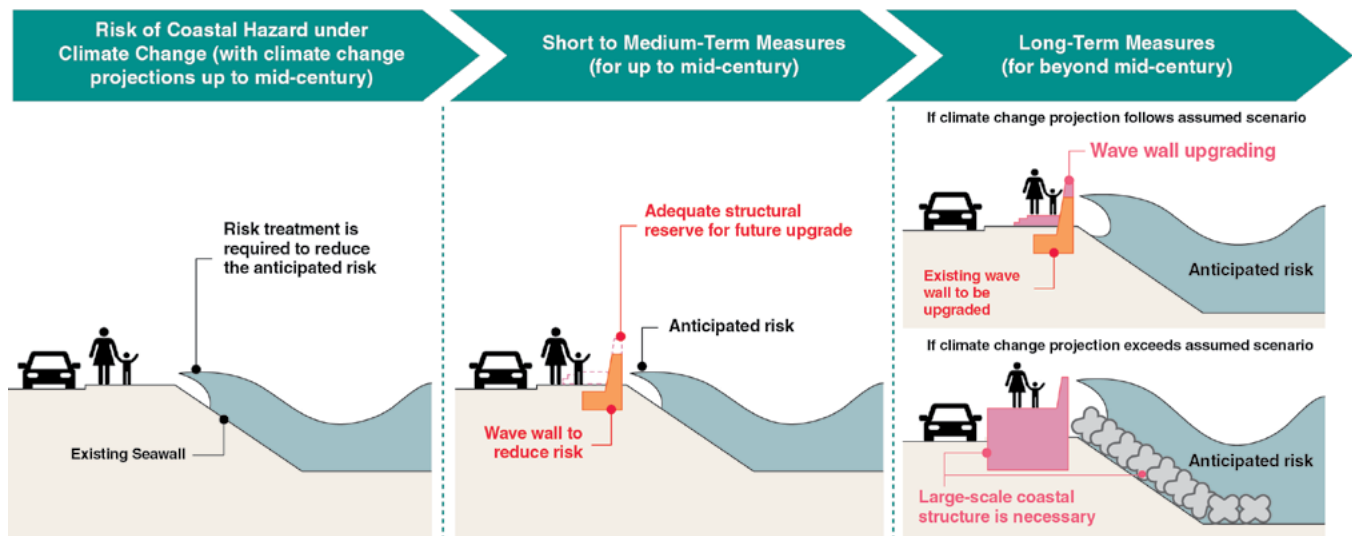 Risk of Coastal Hazard under
Climate Change (with climate change
projections up to mid-century)
Short to Medium-Term Measures
(for up to mid-century)
Long-Term Measures
(for beyond mid-century)
Risk treatment is
required to reduce
the anticipated risk
Existing Seawall
Adequate structural
reserve for future upgrade
Anticipated risk
Wave wall to
reduce risk
If climate change projection follows assumed scenario
Wave wall upgrading
Anticipated risk
Existing wave
wall to be
upgraded
If climate change projection exceeds assumed scenario
Anticipated risk
Large-scale coastal
structure is necessary